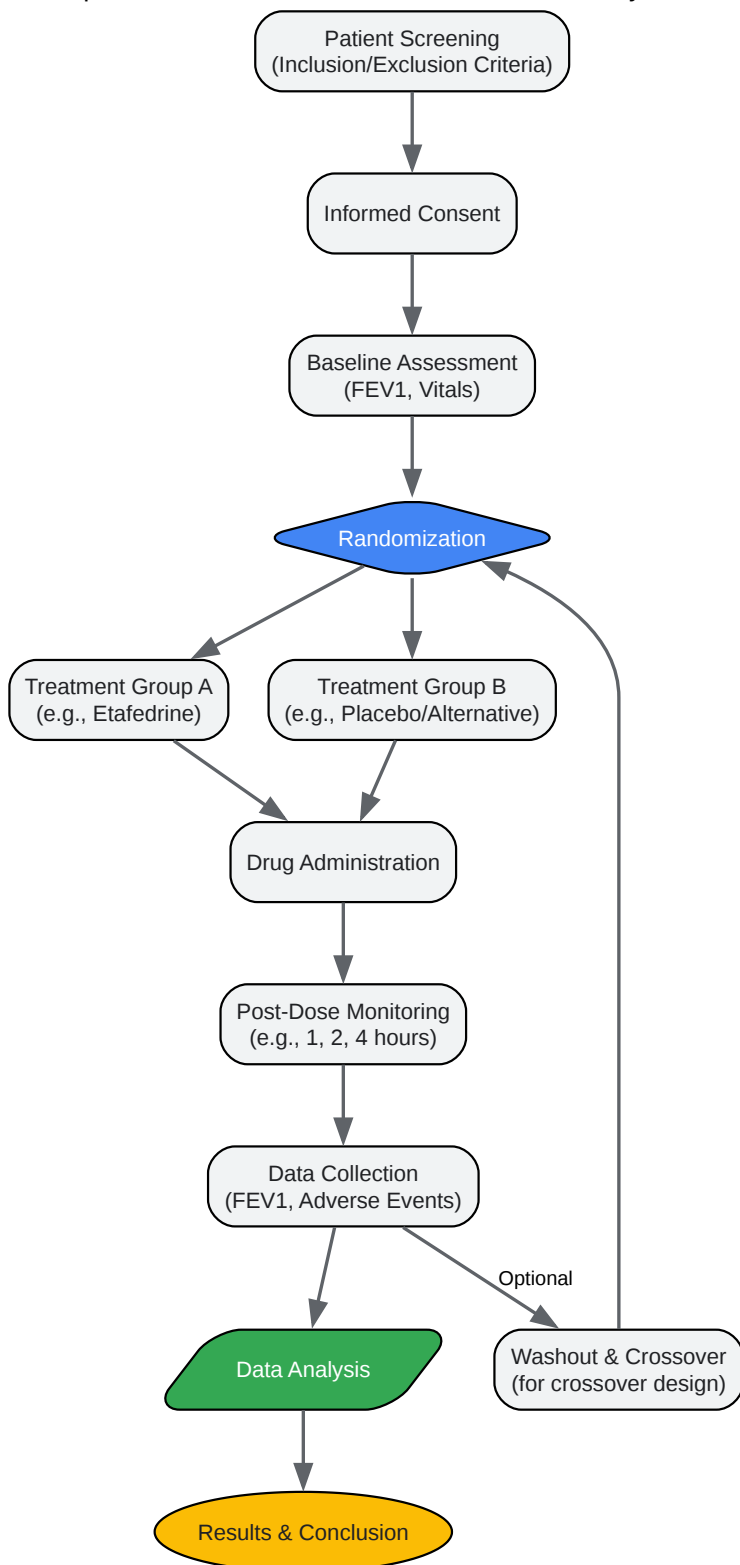 Patient Screening
(Inclusion/Exclusion Criteria)
Informed Consent
Baseline Assessment
(FEV1, Vitals)
Randomization
Treatment Group A
(e.g., Etafedrine)
Treatment Group B
(e.g., Placebo/Alternative)
Drug Administration
Post-Dose Monitoring
(e.g., 1, 2, 4 hours)
Data Collection
(FEV1, Adverse Events)
Optional
Data Analysis
Washout & Crossover
(for crossover design)
Results & Conclusion